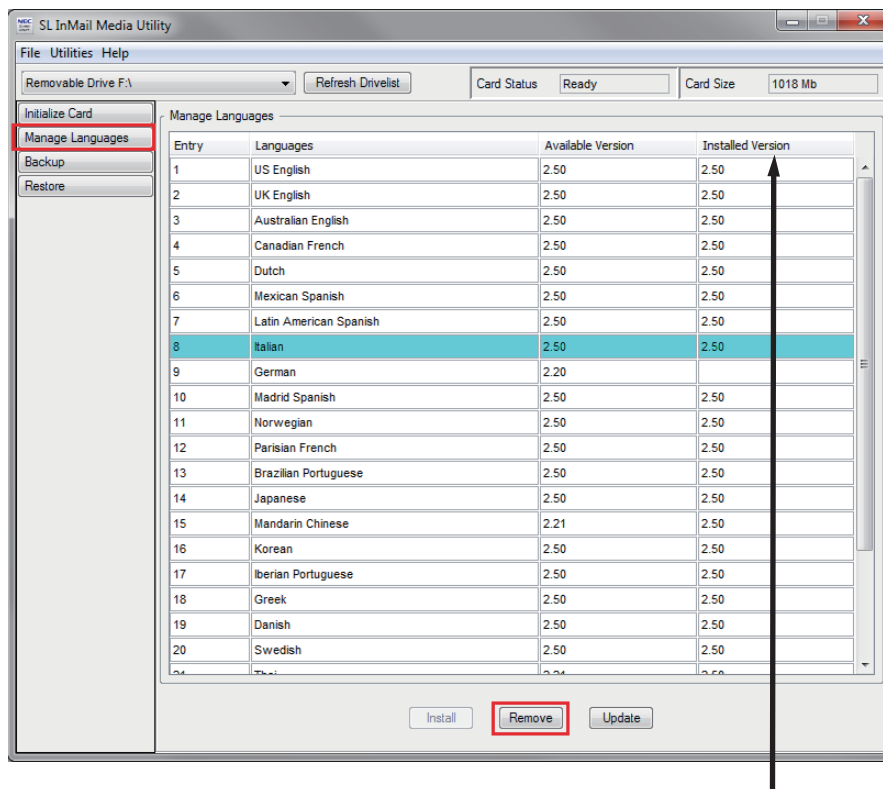 SL InMail Media Utility
File Utilities Help
Removable Drive F:\ Refresh Drivelist Card Status Ready Card Size 1018 Mb
Initialize Card
Manage Languages
Backup
Restore
Manage Languages
Entry Languages Available Version Installed Version
1 US English 2.50 2.50
2 UK English 2.50 2.50
3 Australian English 2.50 2.50
4 Canadian French 2.50 2.50
5 Dutch 2.50 2.50
6 Mexican Spanish 2.50 2.50
7 Latin American Spanish 2.50 2.50
8 Italian 2.50 2.50
9 German 2.20
10 Madrid Spanish 2.50 2.50
11 Norwegian 2.50 2.50
12 Parisian French 2.50 2.50
13 Brazilian Portuguese 2.50 2.50
14 Japanese 2.50 2.50
15 Mandarin Chinese 2.21 2.50
16 Korean 2.50 2.50
17 Iberian Portuguese 2.50 2.50
18 Greek 2.50 2.50
19 Danish 2.50 2.50
20 Swedish 2.50 2.50
Install Remove Update